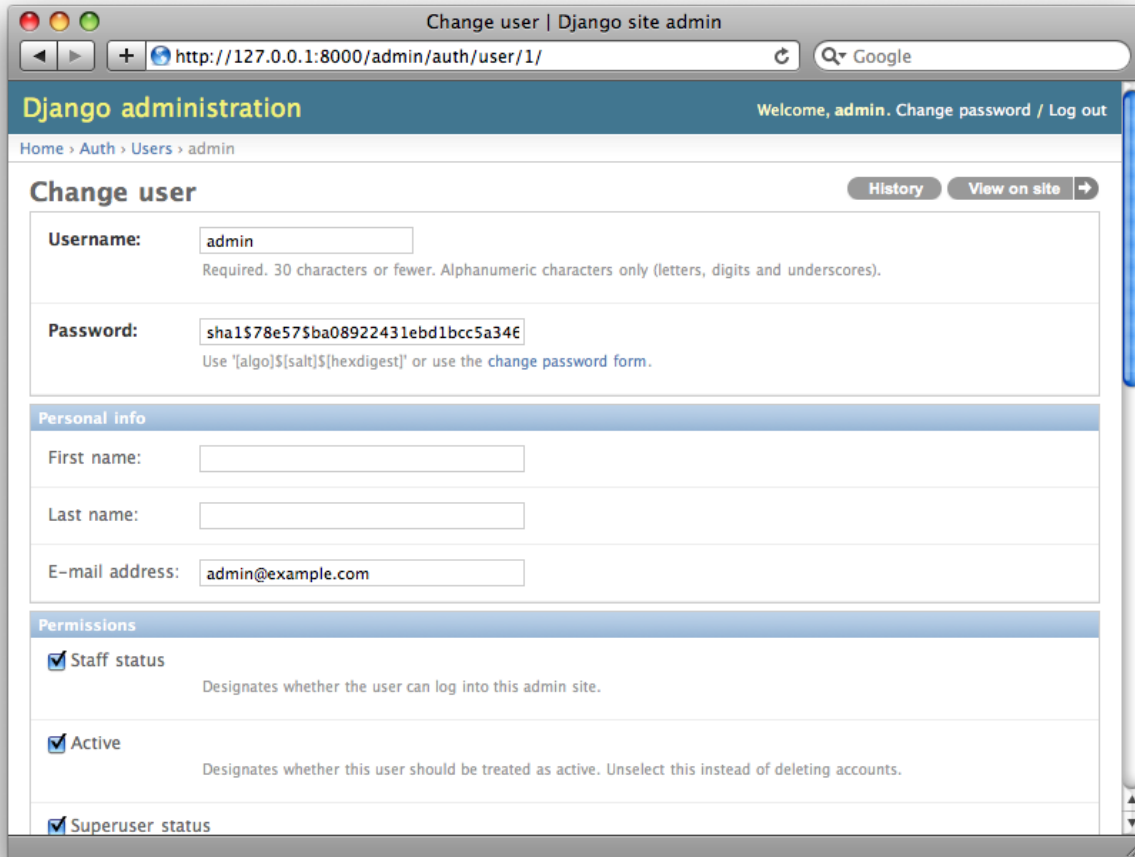 Change user | Django site admin
http://127.0.0.1:8000/admin/auth/user/1/
Google
Django administration
Welcome, admin. Change password / Log out
Home › Auth › Users › admin
Change user
History
View on site
Username:
admin
Required. 30 characters or fewer. Alphanumeric characters only (letters, digits and underscores).
Password:
sha1$78e57$ba08922431ebd1bcc5a346
Use '[algo]$[salt]$[hexdigest]' or use the change password form.
Personal info
First name:
Last name:
E-mail address:
admin@example.com
Permissions
Staff status
Designates whether the user can log into this admin site.
Active
Designates whether this user should be treated as active. Unselect this instead of deleting accounts.
Superuser status